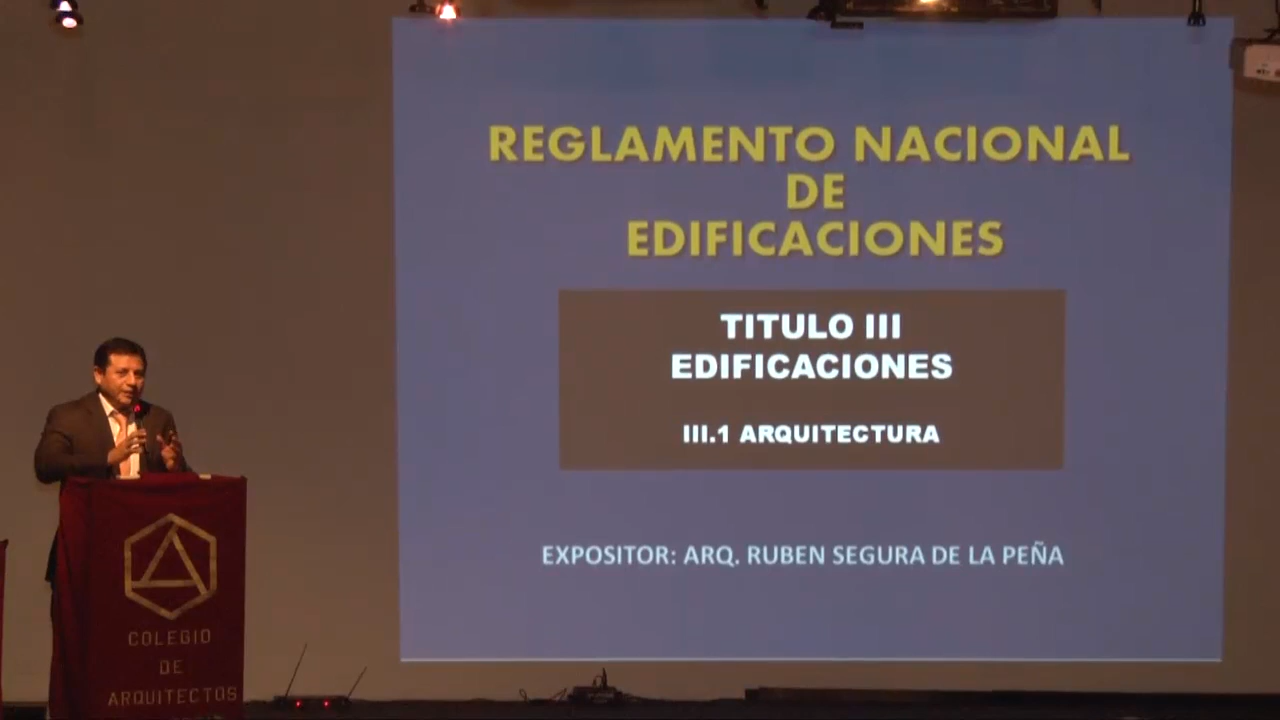 REGLAMENTO NACIONAL
DE
EDIFICACIONES
TITULO III
EDIFICACIONES
III.1 ARQUITECTURA
EXPOSITOR: ARQ. RUBEN SEGURA DE LA PEÑA
COLEGIO
DE
ARQUITECTOS